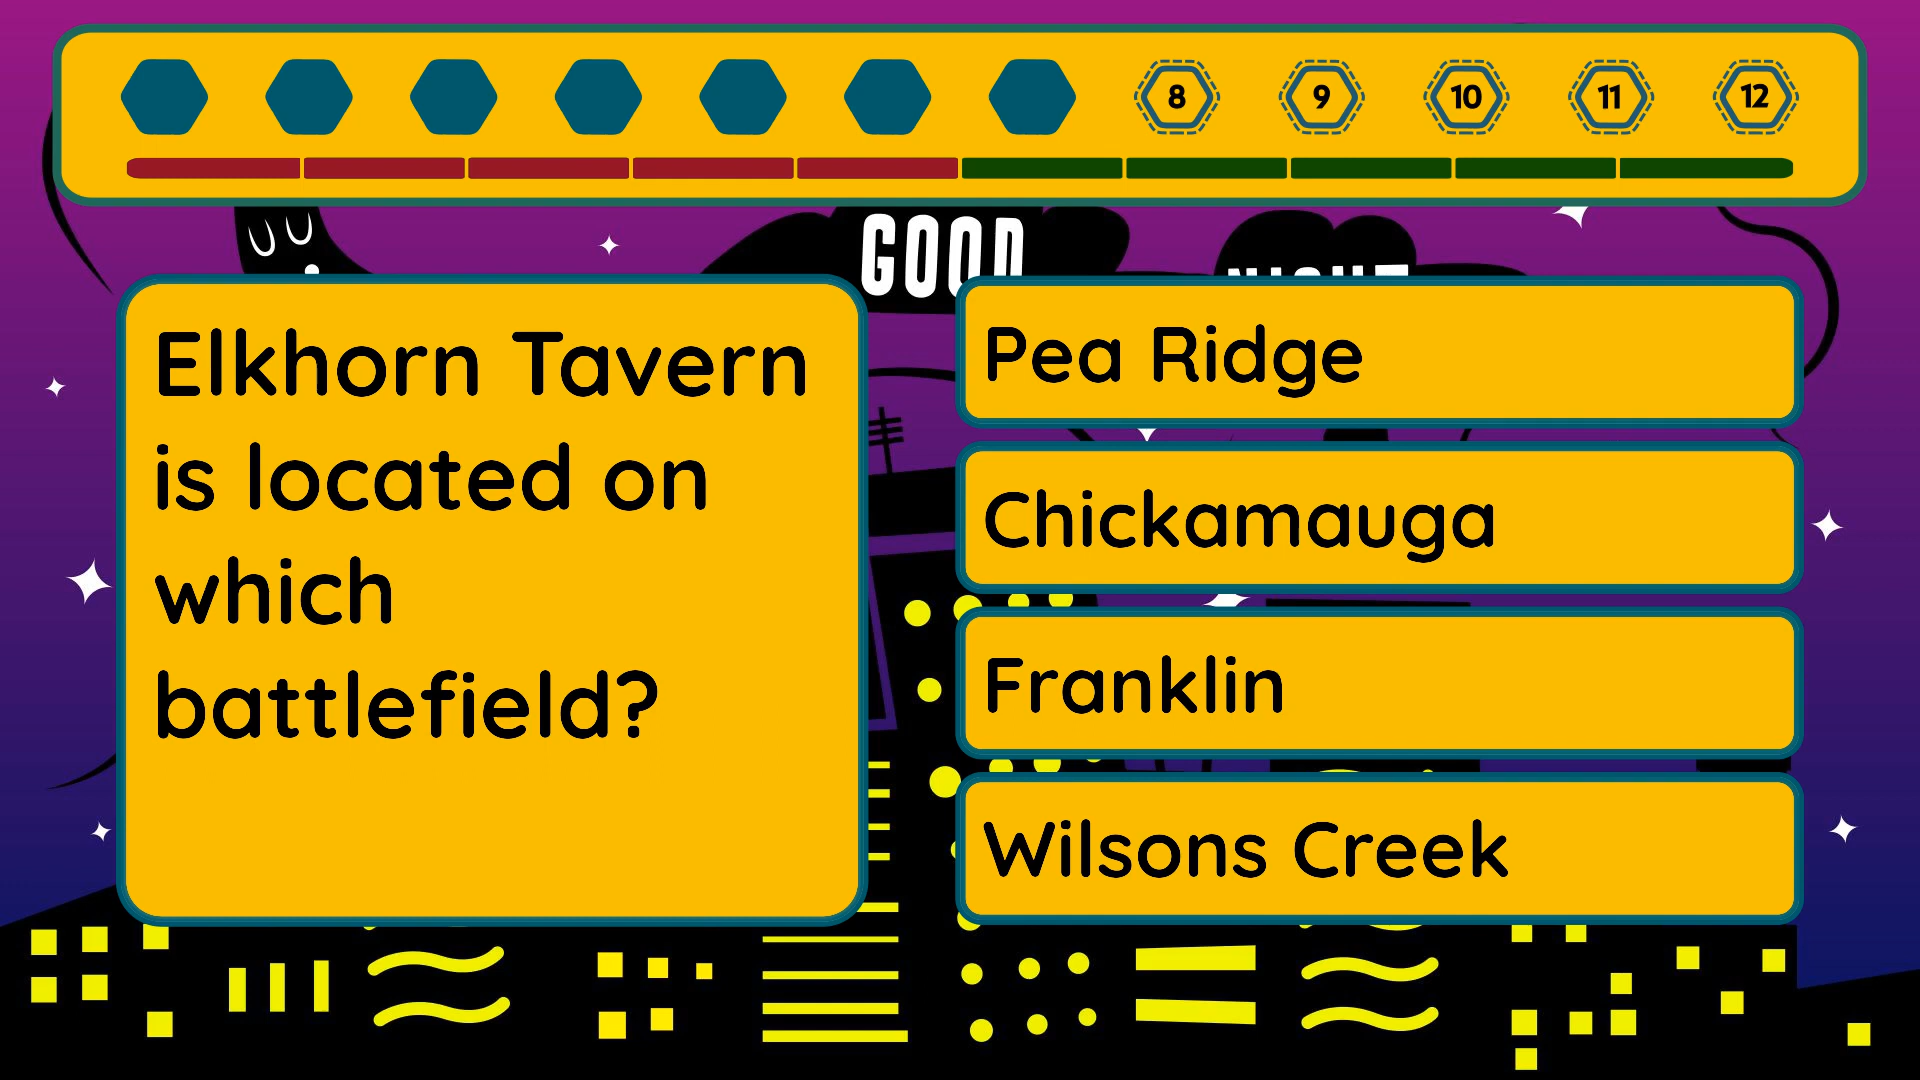 8 9 10 11 12
GOOD
NIGHT
Elkhorn Tavern
is located on
which
battlefield?
Pea Ridge
Chickamauga
Franklin
Wilsons Creek